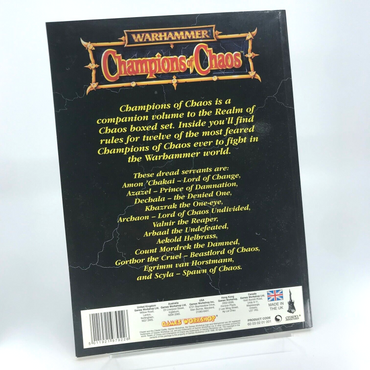 WARHAMMER
Champions of Chaos
Champions of Chaos is a
companion volume to the Realm of
Chaos boxed set. Inside you'll find
rules for twelve of the most feared
Champions of Chaos ever to fight in
the Warhammer world.
These dread servants are:
Amon 'Chakai – Lord of Change,
Azazel – Prince of Damnation,
Dechala – the Denied One,
Khazrak the One-eye,
Archaon – Lord of Chaos Undivided,
Valnir the Reaper,
Arbaal the Undefeated,
Aekold Helbrass,
Count Mordrek the Damned,
Gorthor the Cruel – Beastlord of Chaos,
Egrimm van Horstmann,
and Scyla – Spawn of Chaos.
GAMES WORKSHOP
MADE IN
THE UK
PRODUCT CODE